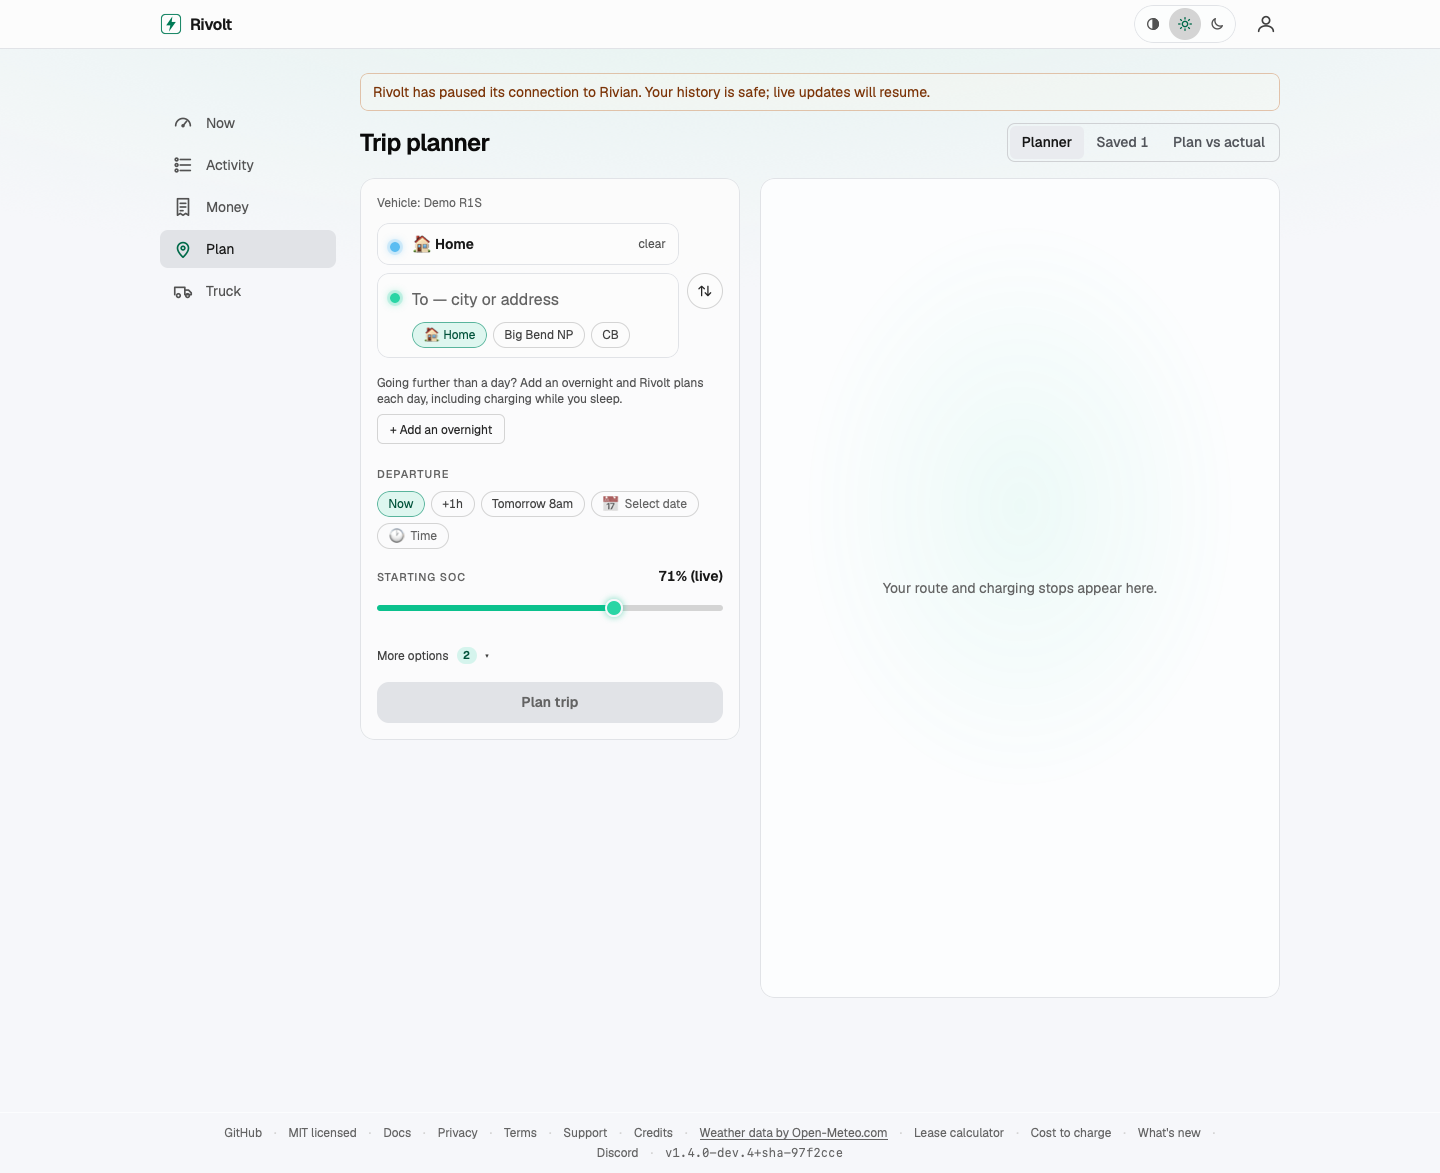 Rivolt
Rivolt has paused its connection to Rivian. Your history is safe; live updates will resume.
Now
Activity
Money
Plan
Truck
Trip planner
Planner
Saved 1
Plan vs actual
Vehicle: Demo R1S
Home
clear
To — city or address
Home
Big Bend NP
CB
Going further than a day? Add an overnight and Rivolt plans
each day, including charging while you sleep.
+ Add an overnight
DEPARTURE
Now
+1h
Tomorrow 8am
Select date
Time
STARTING SOC
71% (live)
More options 2
Plan trip
Your route and charging stops appear here.
GitHub · MIT licensed · Docs · Privacy · Terms · Support · Credits · Weather data by Open-Meteo.com · Lease calculator · Cost to charge · What's new ·
Discord · v1.4.0-dev.4+sha-97f2cce